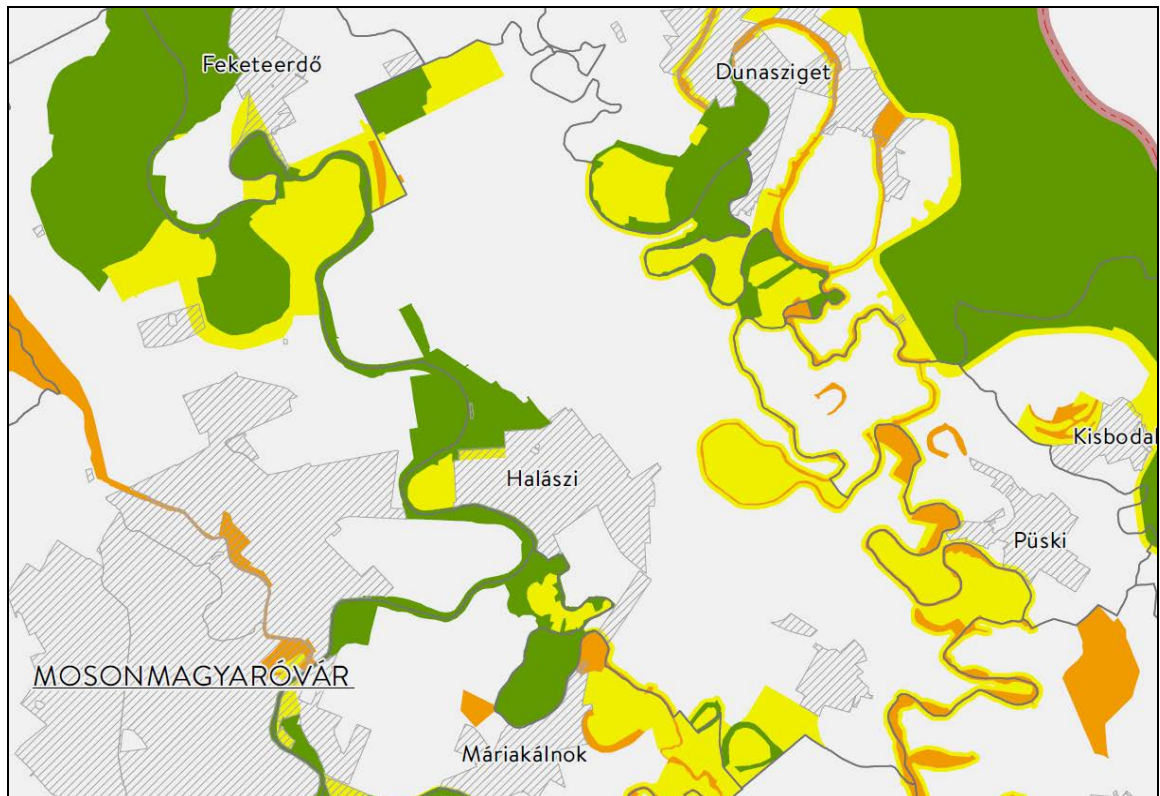 Feketeerdő
Dunasziget
Kisbodak
Halászi
Püski
MOSONMAGYARÓVÁR
Máriakálnok